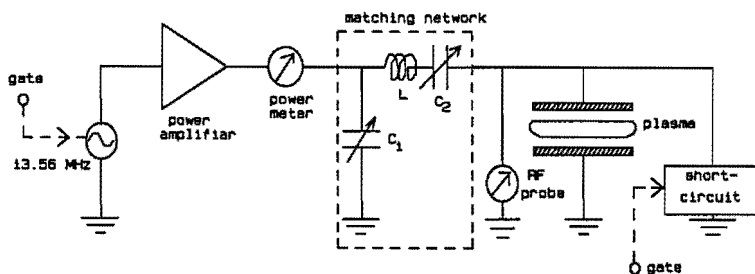 matching network
gate
13.56 MHz
power
amplifiar
power
meter
L
C2
C1
RF
probe
plasma
short-
circuit
gate